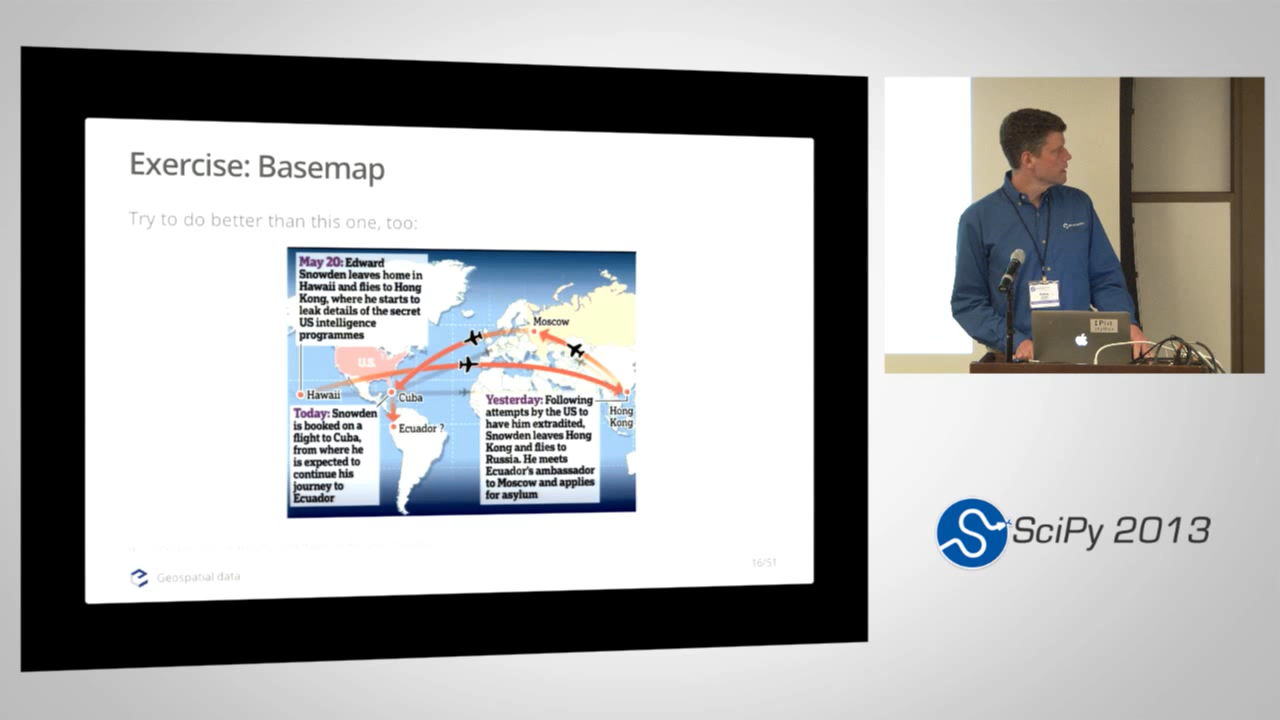 Exercise: Basemap
Try to do better than this one, too:
May 20: Edward
Snowden leaves home in
Hawaii and flies to Hong
Kong, where he starts to
leak details of the secret
US intelligence
programmes
Moscow
U.S.
Hawaii
Cuba
Hong
Kong
Ecuador ?
Today: Snowden
is booked on a
flight to Cuba,
from where he
is expected to
continue his
journey to
Ecuador
Yesterday: Following
attempts by the US to
have him extradited,
Snowden leaves Hong
Kong and flies to
Russia. He meets
Ecuador's ambassador
to Moscow and applies
for asylum
Geospatial data
16/51
SciPy 2013